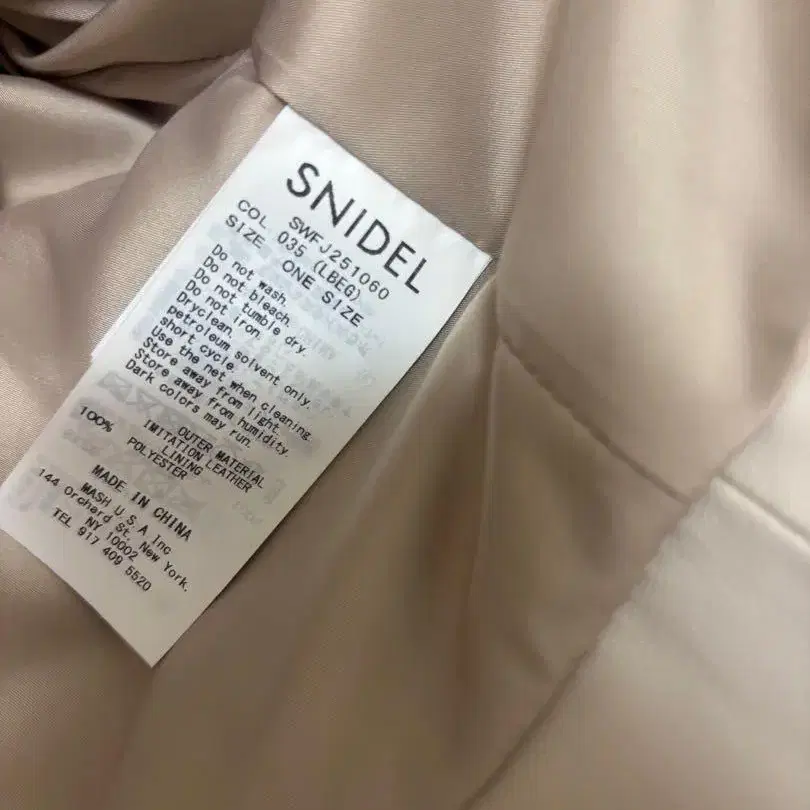 SNIDEL
SWFJ251060
COL 035 (LBEG)
SIZE ONE SIZE
Do not wash.
Do not bleach.
Do not tumble dry.
Do not iron.
Dryclean.
petroleum solvent only.
short cycle.
Use the net when cleaning.
Store away from light.
Store away from humidity.
Dark colors may run.
OUTER MATERIAL
IMITATION LEATHER
LINING
100% POLYESTER
MADE IN CHINA
MASH U.S.A Inc
144 Orchard St, New York,
NY 10002
TEL 917 409 5520